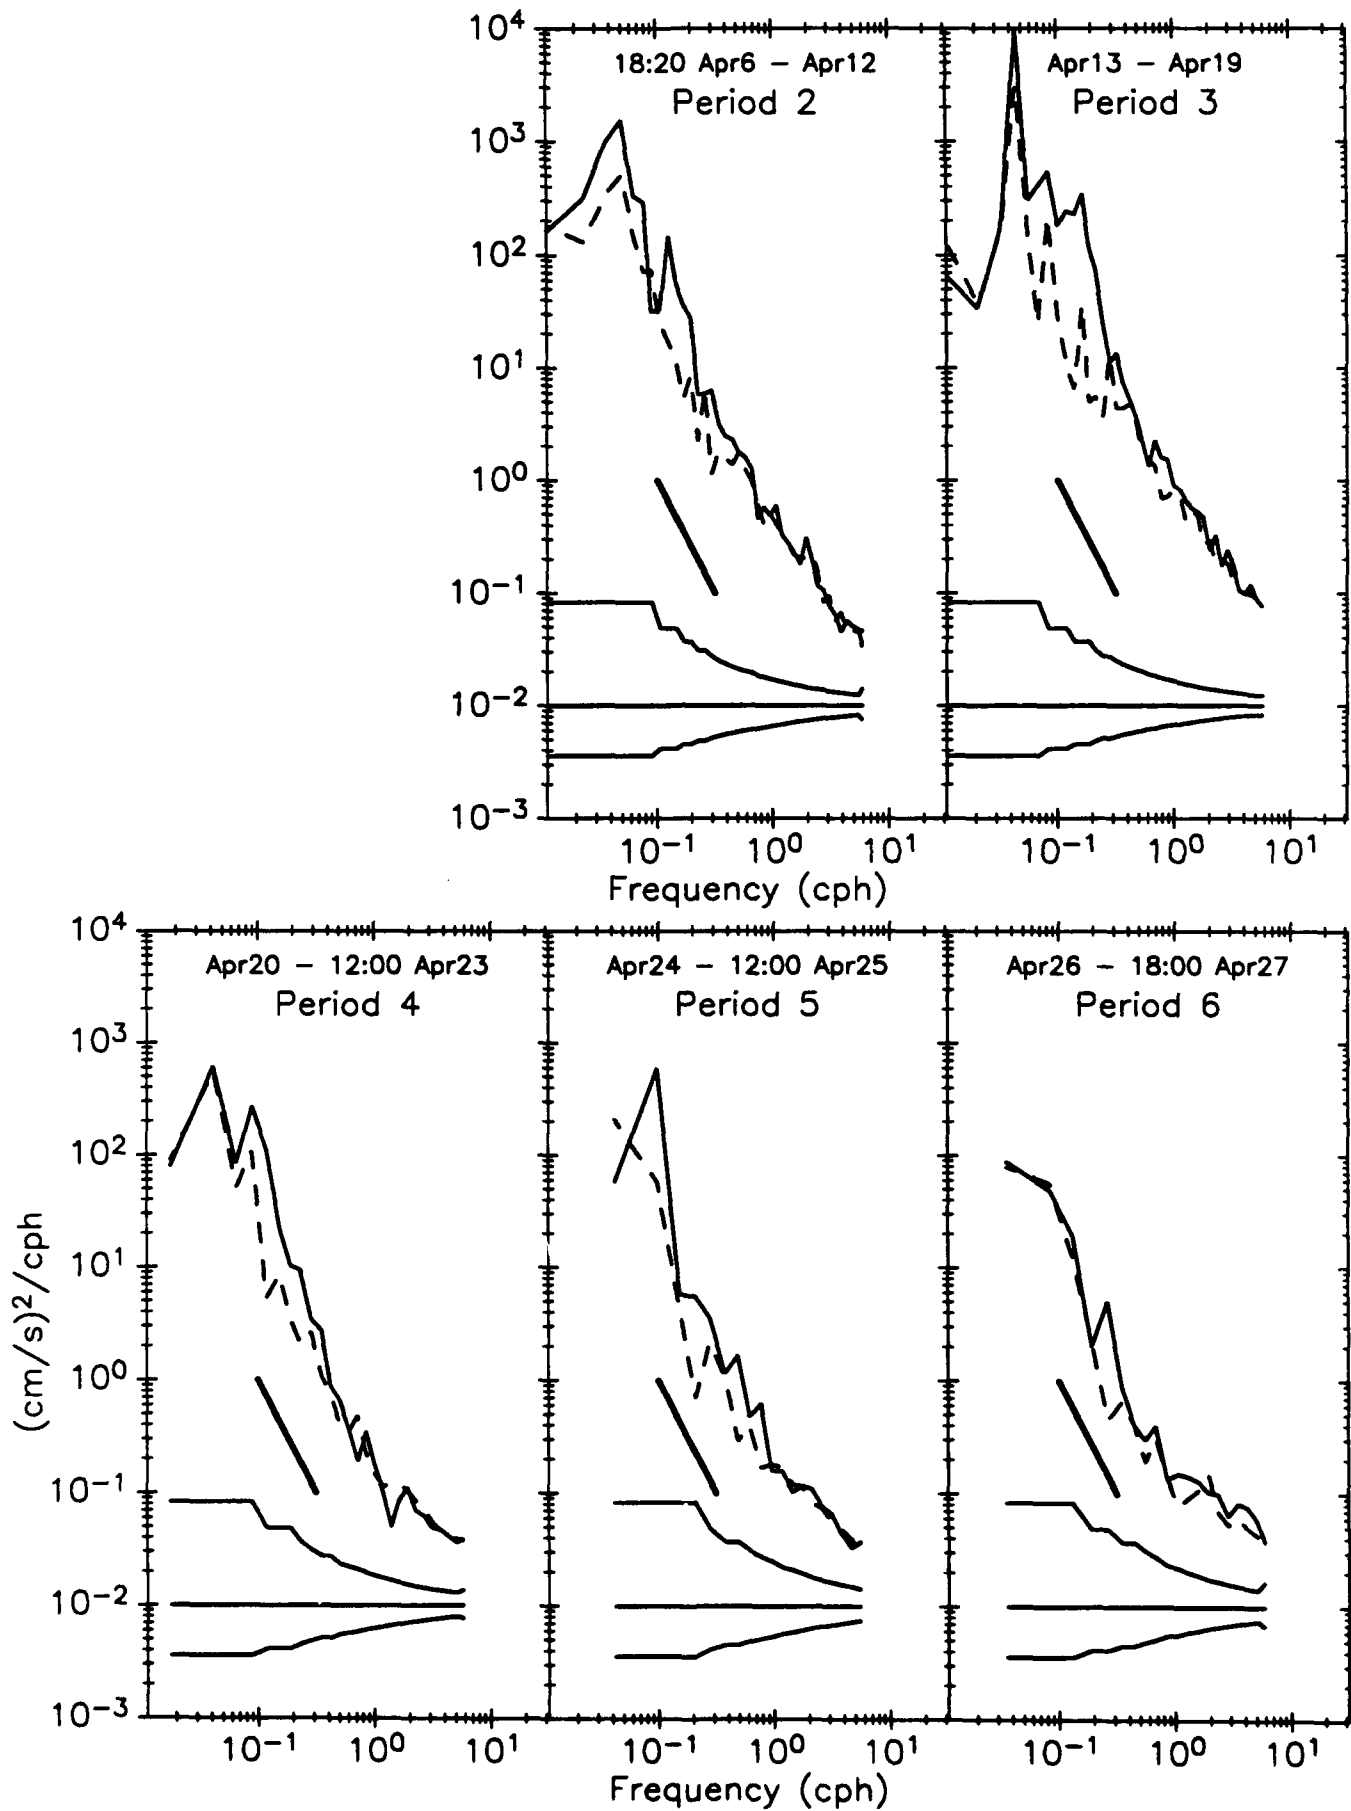 18:20 Apr6 – Apr12
Period 2
Apr13 – Apr19
Period 3
10⁴
10³
10²
10¹
10⁰
10⁻¹
10⁻²
10⁻³
10⁻¹ 10⁰ 10¹
10⁻¹ 10⁰ 10¹
Frequency (cph)
Apr20 – 12:00 Apr23
Period 4
Apr24 – 12:00 Apr25
Period 5
Apr26 – 18:00 Apr27
Period 6
(cm/s)²/cph
10⁴
10³
10²
10¹
10⁰
10⁻¹
10⁻²
10⁻³
10⁻¹ 10⁰ 10¹
10⁻¹ 10⁰ 10¹
10⁻¹ 10⁰ 10¹
Frequency (cph)